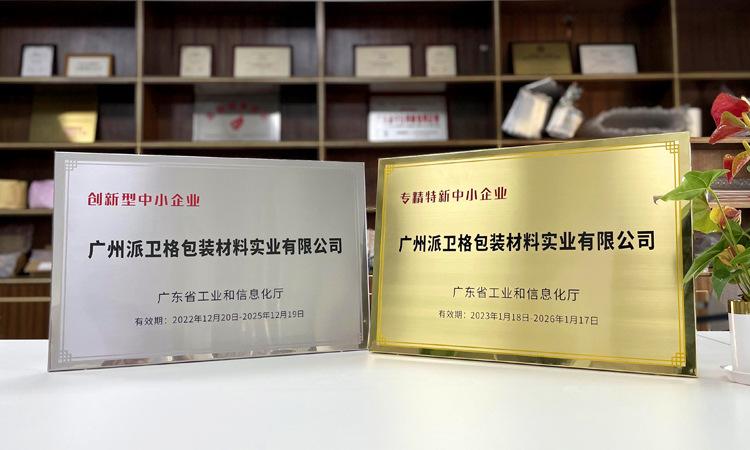 创新型中小企业
广州派卫格包装材料实业有限公司
广东省工业和信息化厅
有效期：2022年12月20日-2025年12月19日
专精特新中小企业
广州派卫格包装材料实业有限公司
广东省工业和信息化厅
有效期：2023年1月18日-2026年1月17日